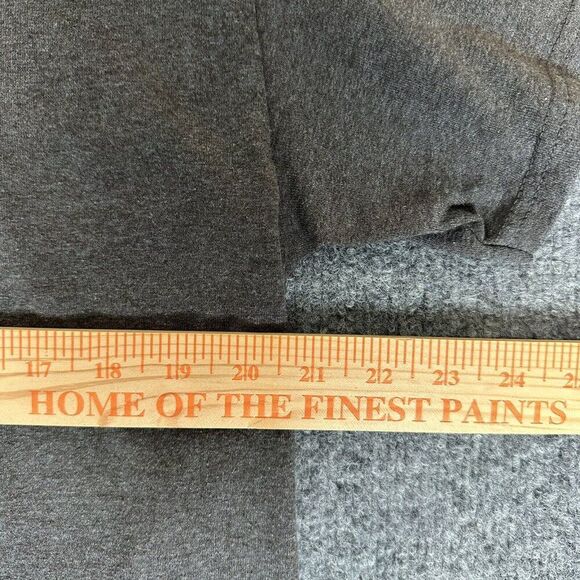 17 18 19 20 21 22 23 24
HOME OF THE FINEST PAINTS